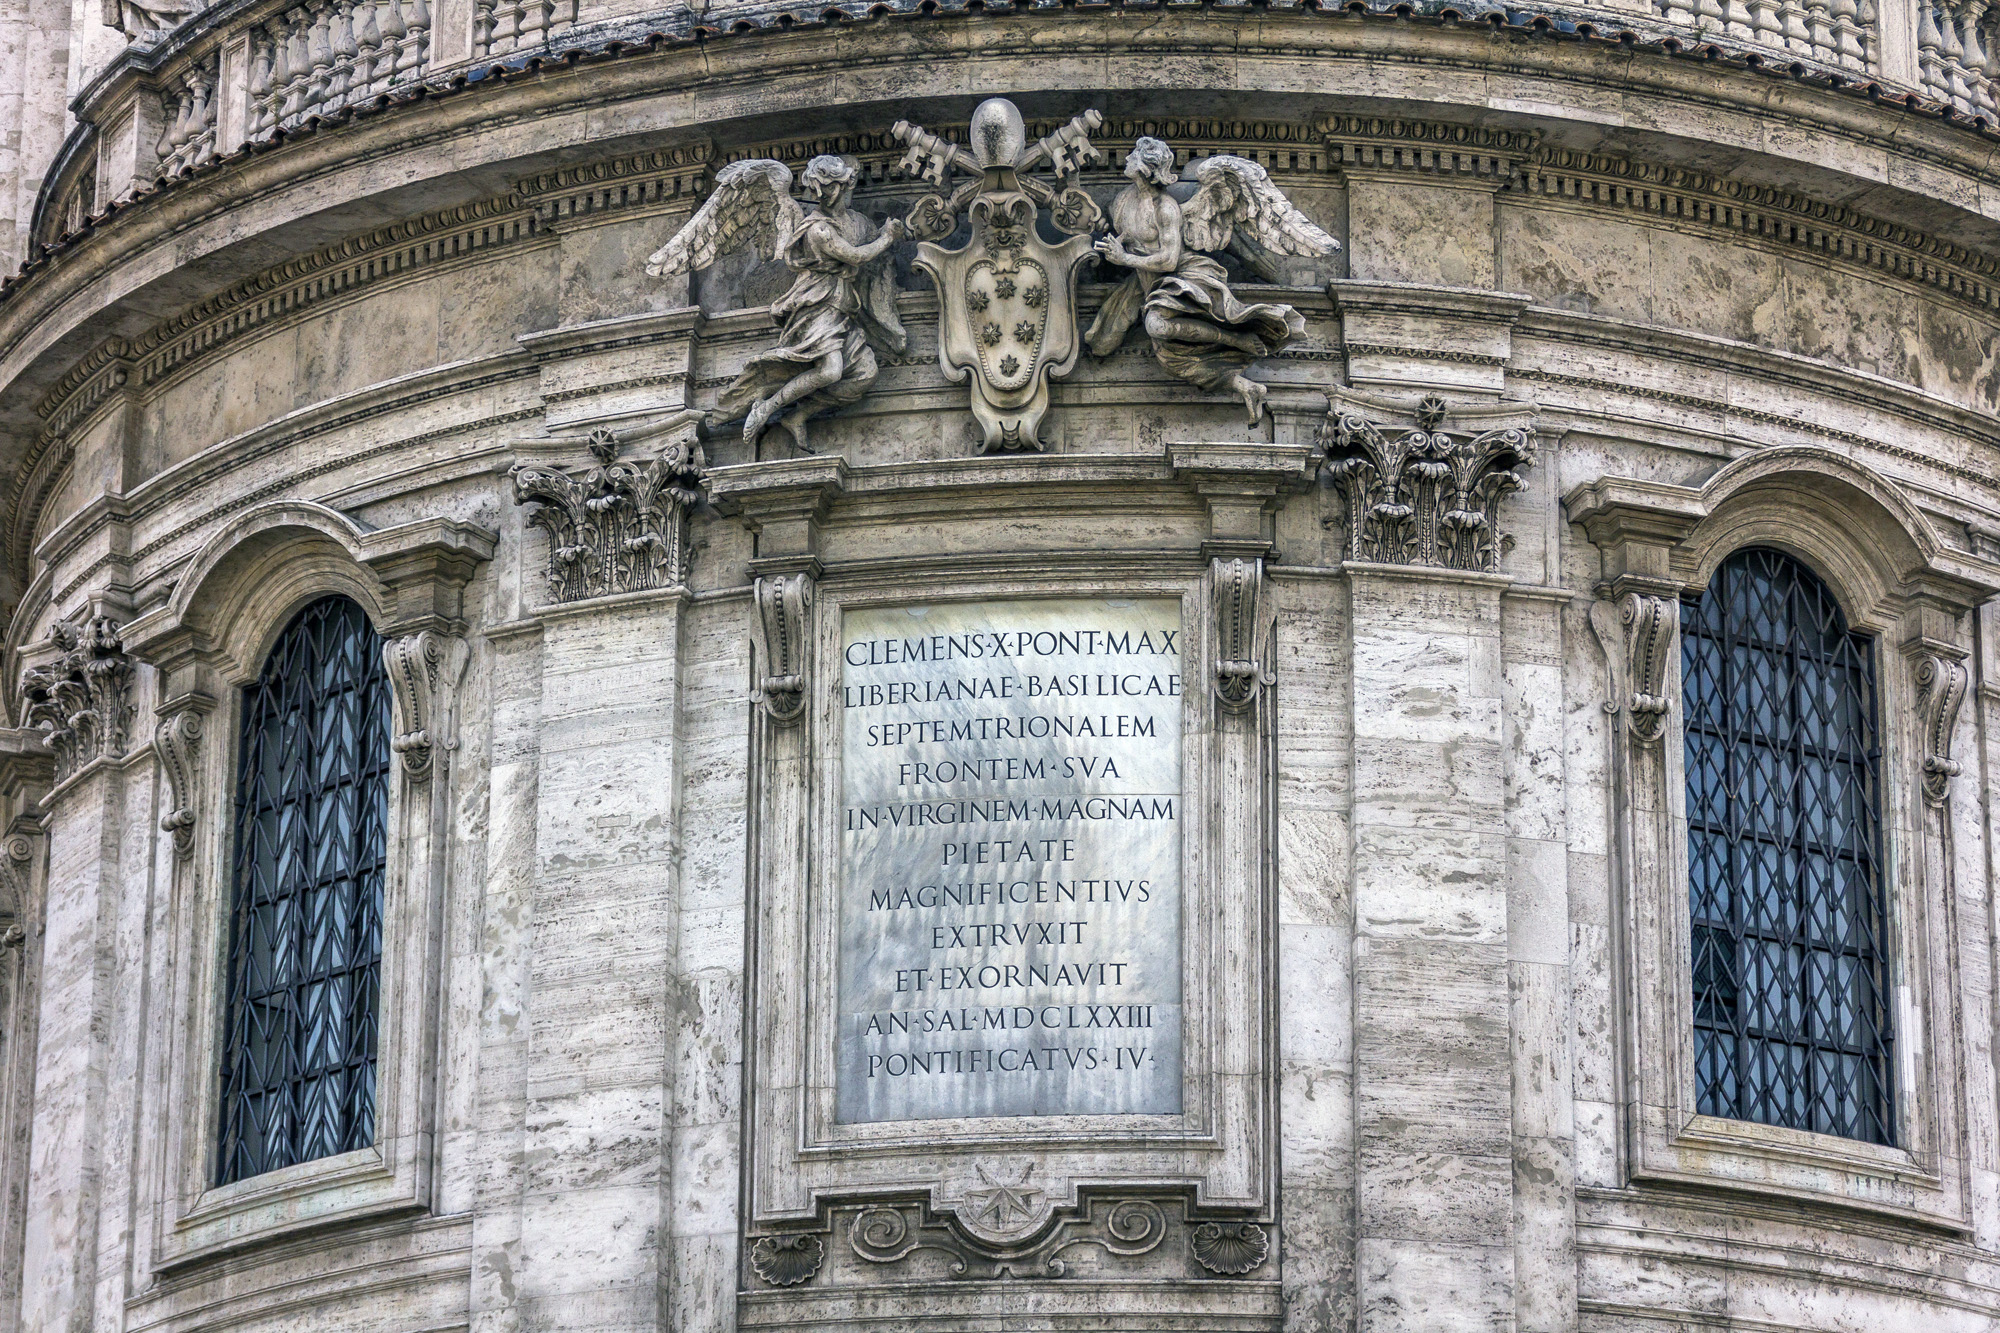 CLEMENS·X·PONT·MAX
LIBERIANAE·BASILICAE
SEPTEMTRIONALEM
FRONTEM·SVA
IN·VIRGINEM·MAGNAM
PIETATE
MAGNIFICENTIVS
EXTRVXIT
ET·EXORNAVIT
AN·SAL·MDCLXXIII
PONTIFICATVS·IV·